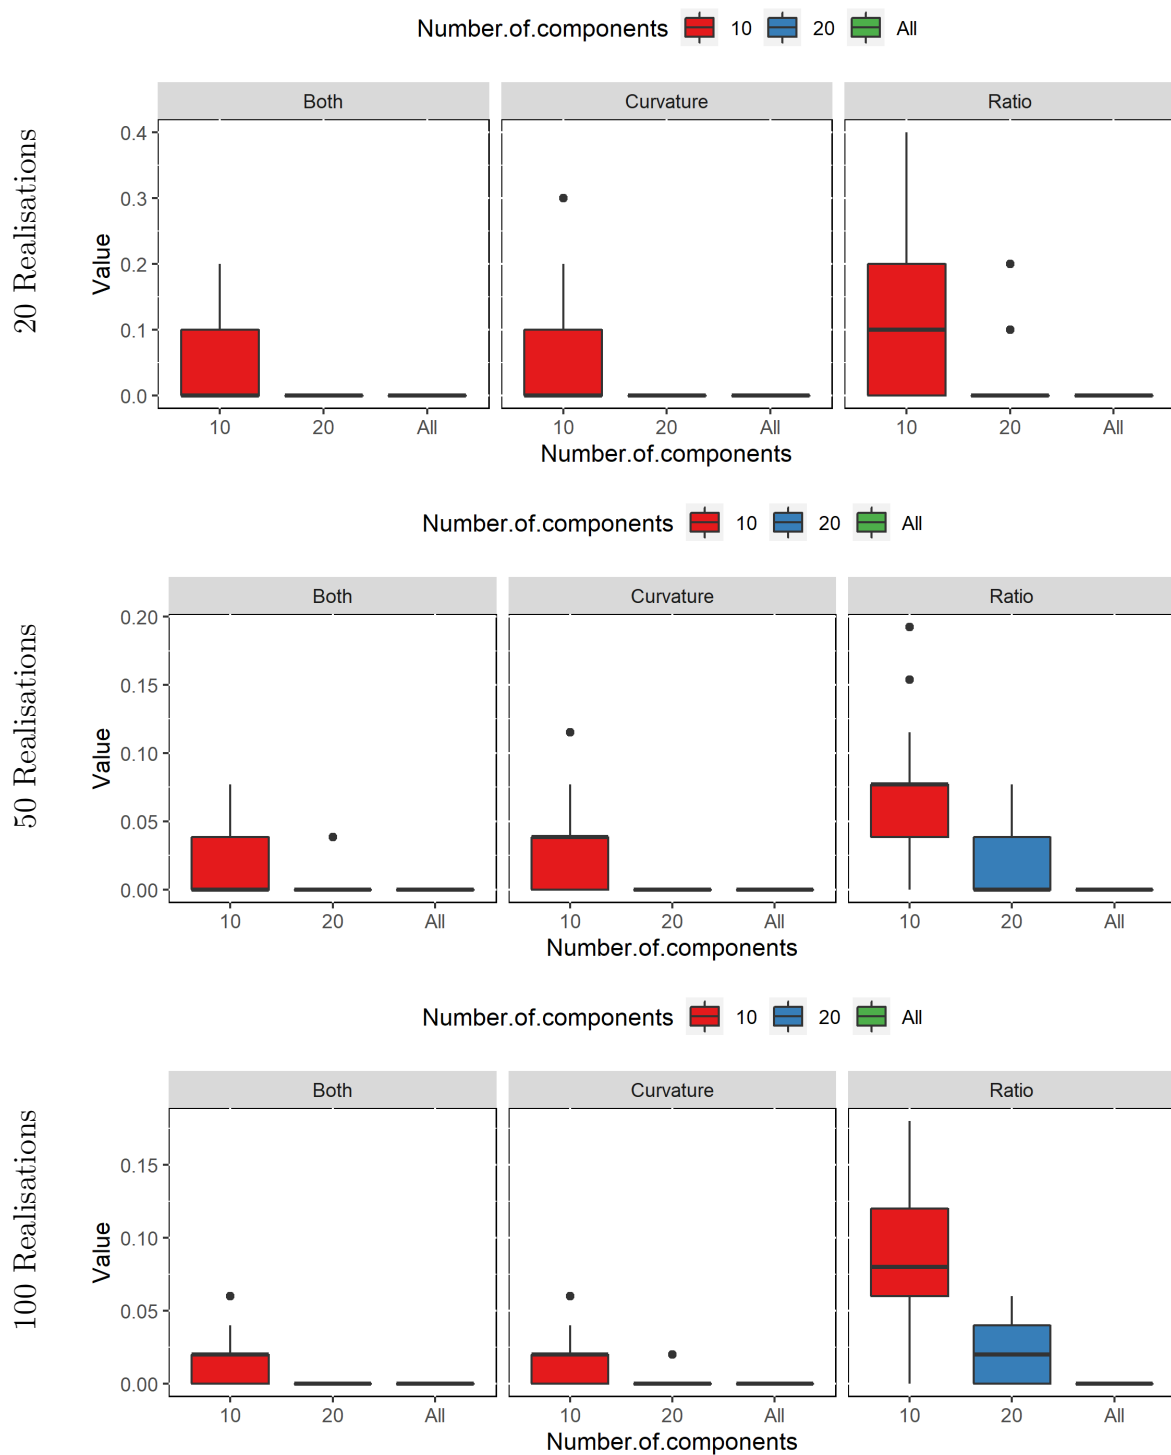 Number.of.components 10 20 All
Both Curvature Ratio
20 Realisations
Value
0.4
0.3
0.2
0.1
0.0
10 20 All 10 20 All 10 20 All
Number.of.components
Number.of.components 10 20 All
Both Curvature Ratio
50 Realisations
Value
0.20
0.15
0.10
0.05
0.00
10 20 All 10 20 All 10 20 All
Number.of.components
Number.of.components 10 20 All
Both Curvature Ratio
100 Realisations
Value
0.15
0.10
0.05
0.00
10 20 All 10 20 All 10 20 All
Number.of.components